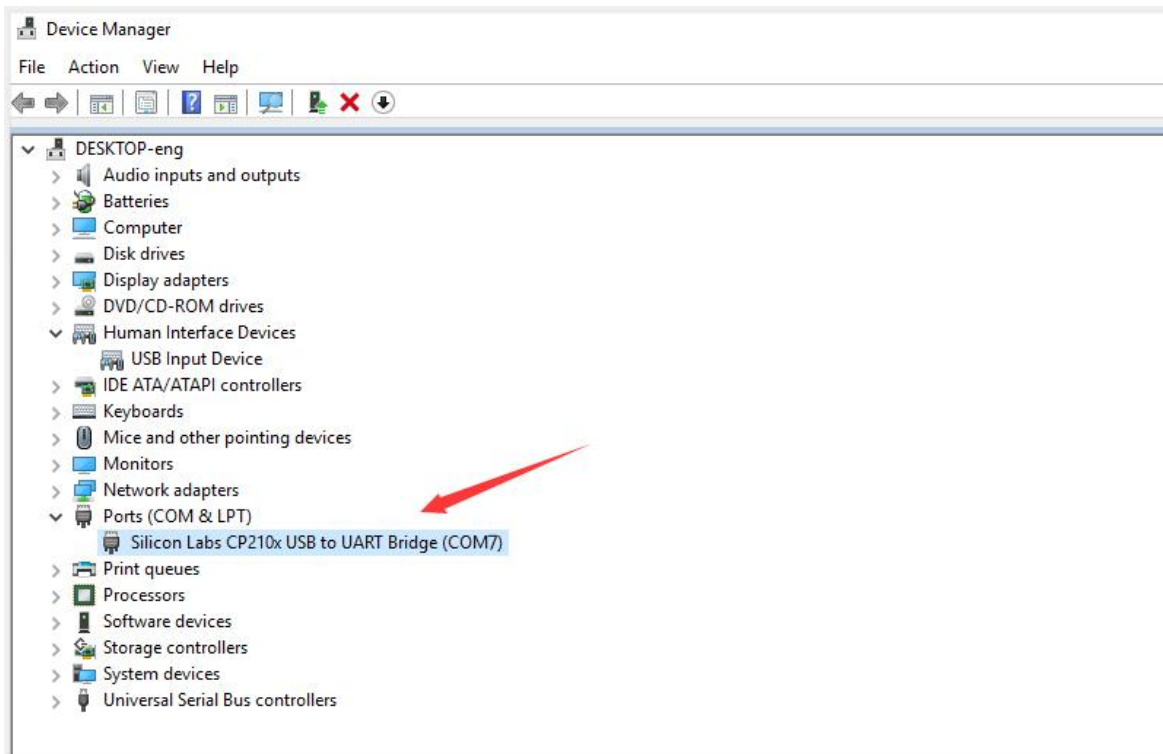 Device Manager
File Action View Help
DESKTOP-eng
Audio inputs and outputs
Batteries
Computer
Disk drives
Display adapters
DVD/CD-ROM drives
Human Interface Devices
USB Input Device
IDE ATA/ATAPI controllers
Keyboards
Mice and other pointing devices
Monitors
Network adapters
Ports (COM & LPT)
Silicon Labs CP210x USB to UART Bridge (COM7)
Print queues
Processors
Software devices
Storage controllers
System devices
Universal Serial Bus controllers